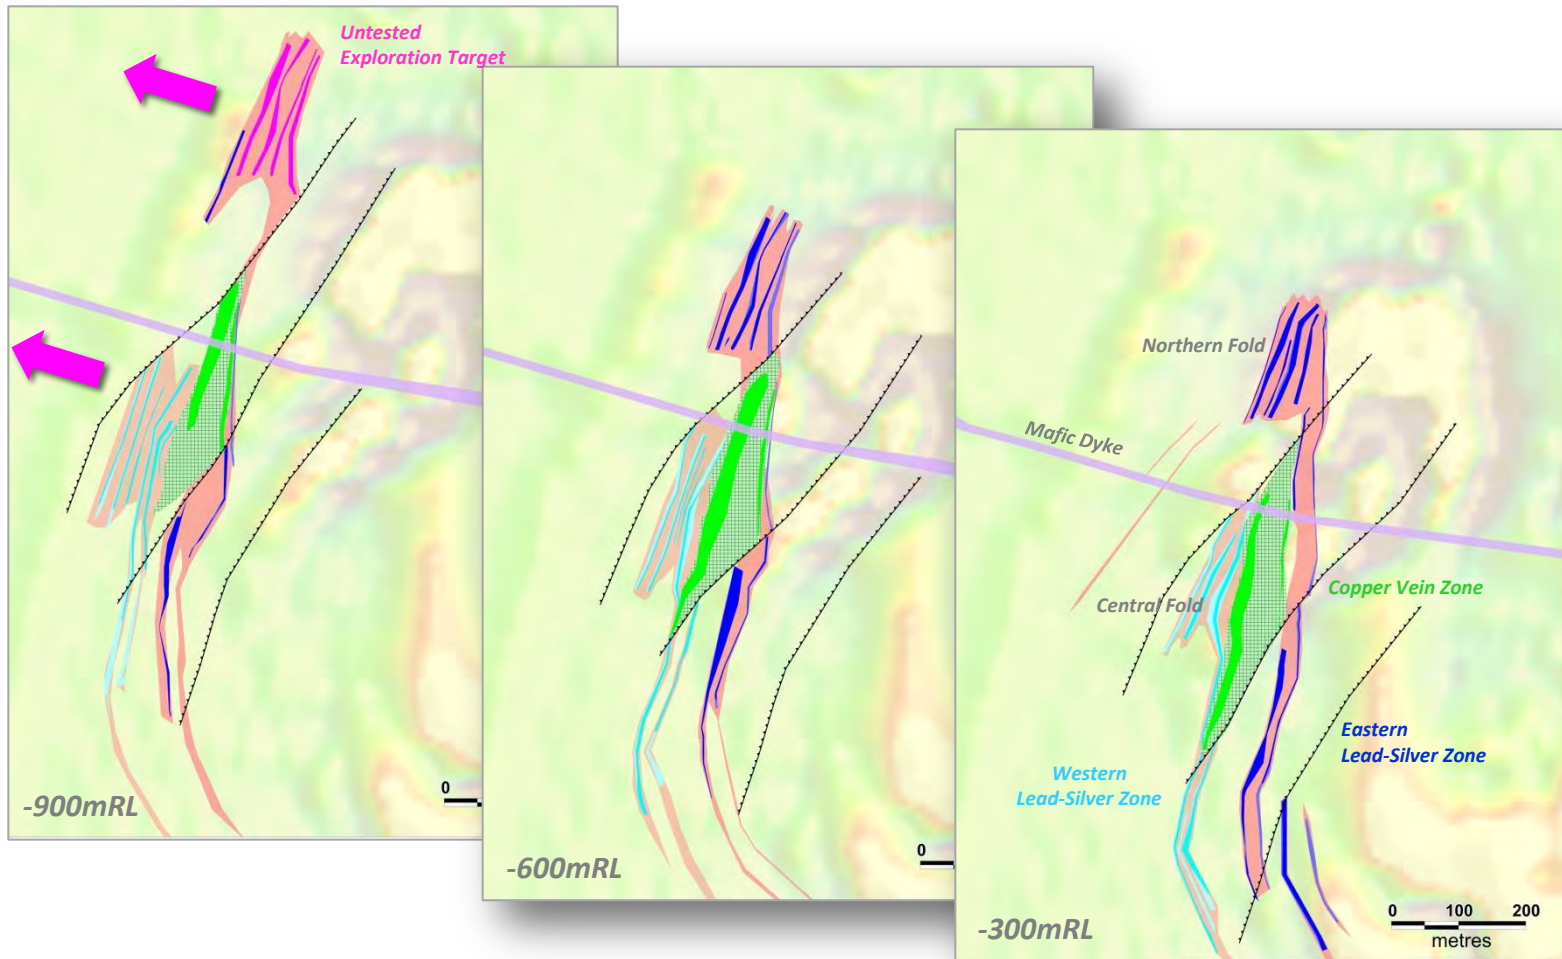 Untested
Exploration Target
-900mRL
0
-600mRL
0
Northern Fold
Mafic Dyke
Central Fold
Copper Vein Zone
Eastern
Lead-Silver Zone
Western
Lead-Silver Zone
-300mRL
0 100 200
metres